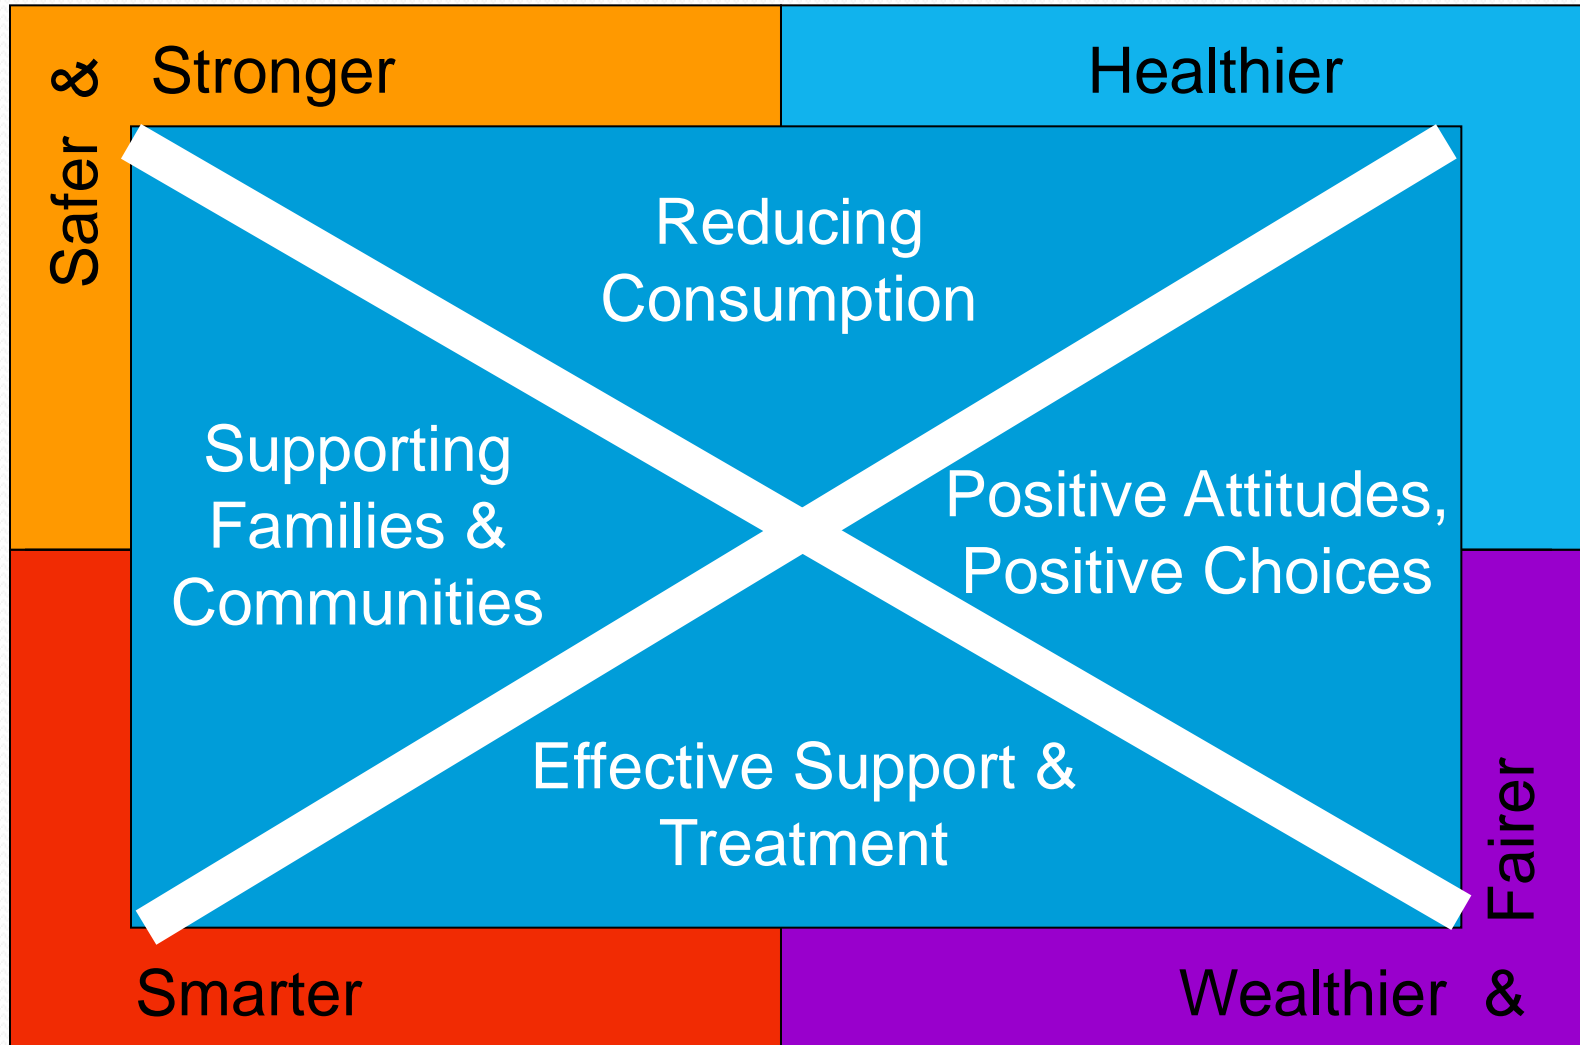 Safer &
Stronger
Healthier
Reducing
Consumption
Supporting
Families &
Communities
Positive Attitudes,
Positive Choices
Effective Support &
Treatment
Smarter
Wealthier &
Fairer